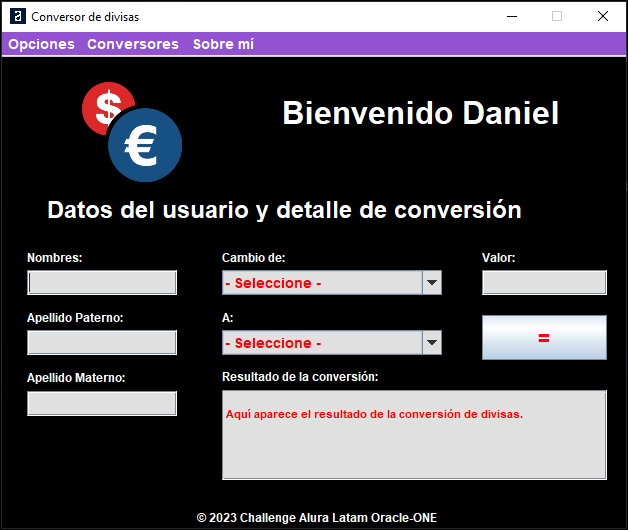 Conversor de divisas
Opciones Conversores Sobre mí
$
€
Bienvenido Daniel
Datos del usuario y detalle de conversión
Nombres:
Cambio de:
Valor:
- Seleccione -
Apellido Paterno:
A:
- Seleccione -
=
Apellido Materno:
Resultado de la conversión:
Aquí aparece el resultado de la conversión de divisas.
© 2023 Challenge Alura Latam Oracle-ONE